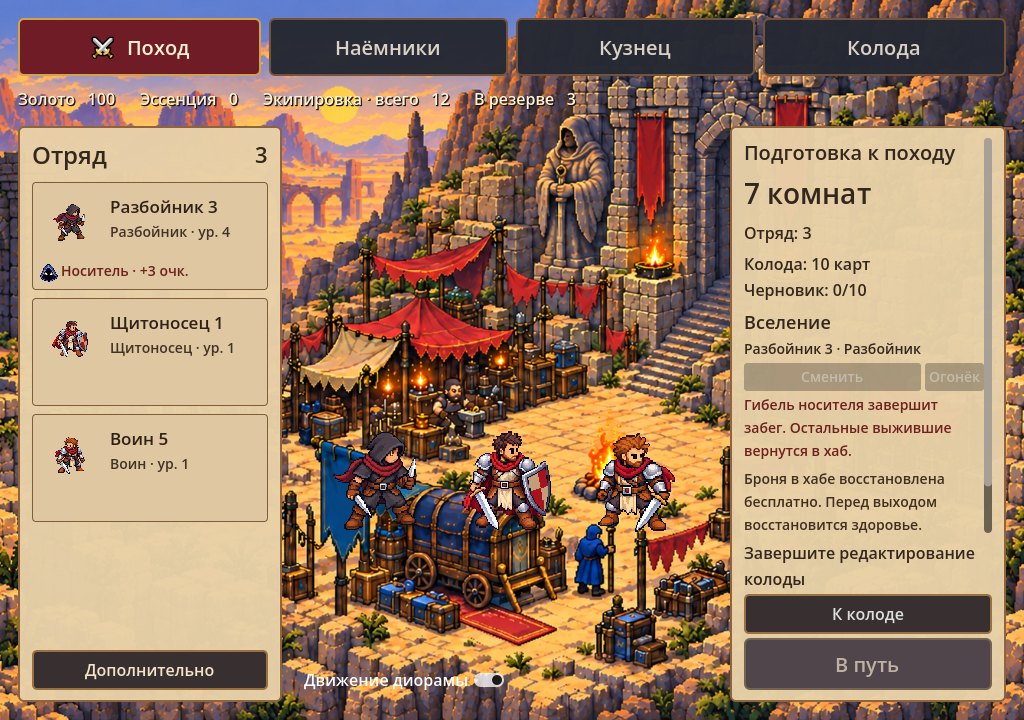 Поход
Наёмники
Кузнец
Колода
Золото 100 Эссенция 0 Экипировка · всего 12 В резерве 3
Отряд 3
Разбойник 3
Разбойник · ур. 4
Носитель · +3 очк.
Щитоносец 1
Щитоносец · ур. 1
Воин 5
Воин · ур. 1
Дополнительно
Движение диорамы
Подготовка к походу
7 комнат
Отряд: 3
Колода: 10 карт
Черновик: 0/10
Вселение
Разбойник 3 · Разбойник
Сменить
Огонёк
Гибель носителя завершит
забег. Остальные выжившие
вернутся в хаб.
Броня в хабе восстановлена
бесплатно. Перед выходом
восстановится здоровье.
Завершите редактирование
колоды
К колоде
В путь